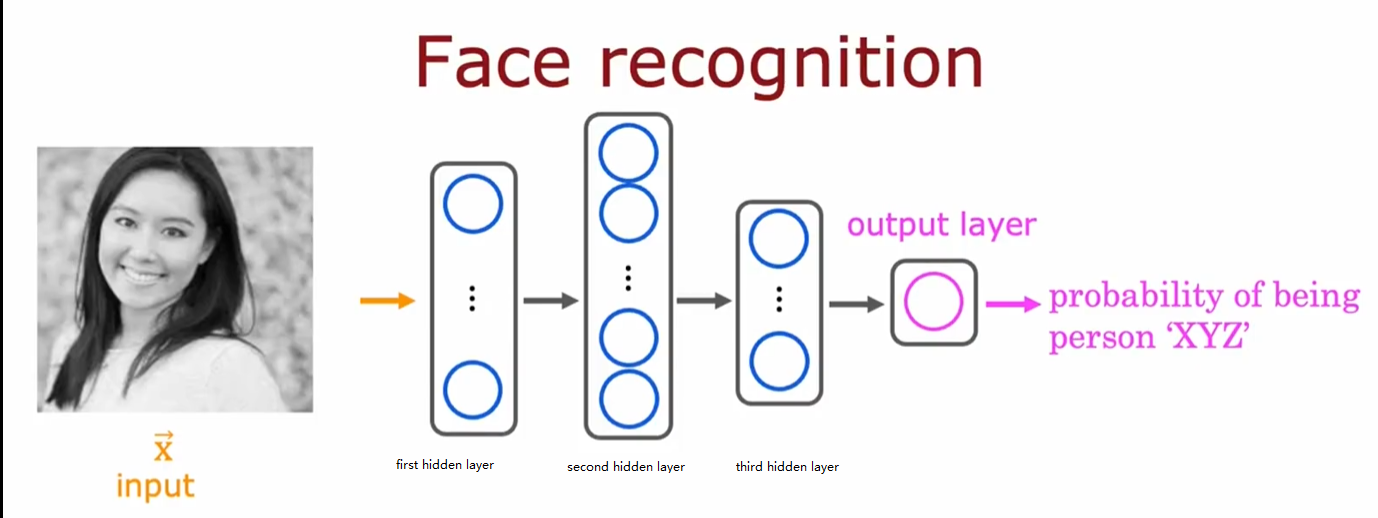 Face recognition
output layer
probability of being
person ‘XYZ’
x⃗
input
first hidden layer
second hidden layer
third hidden layer